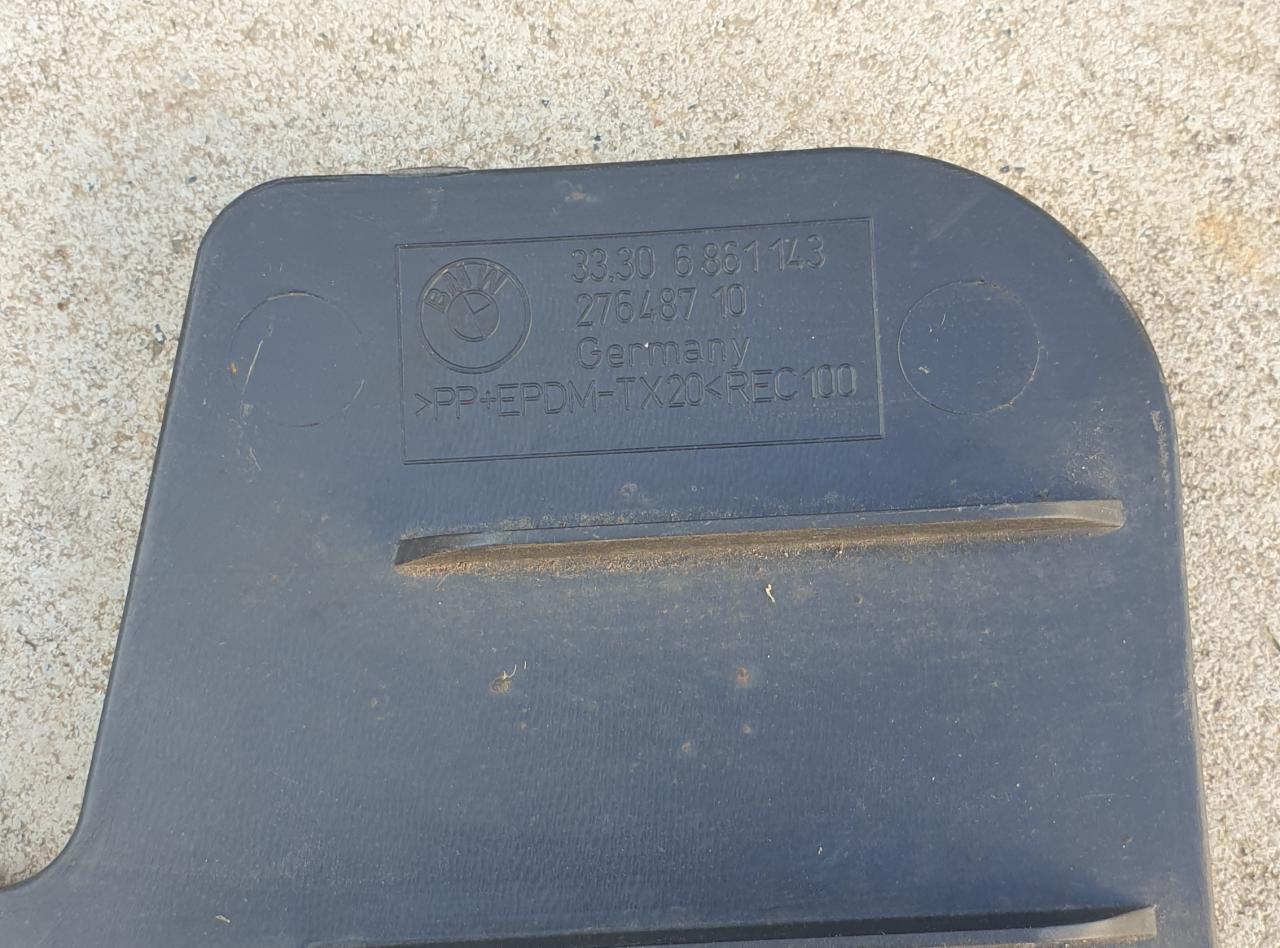 BMW
33.30 6 861 143
276487 10
Germany
>PP+EPDM-TX20<REC100